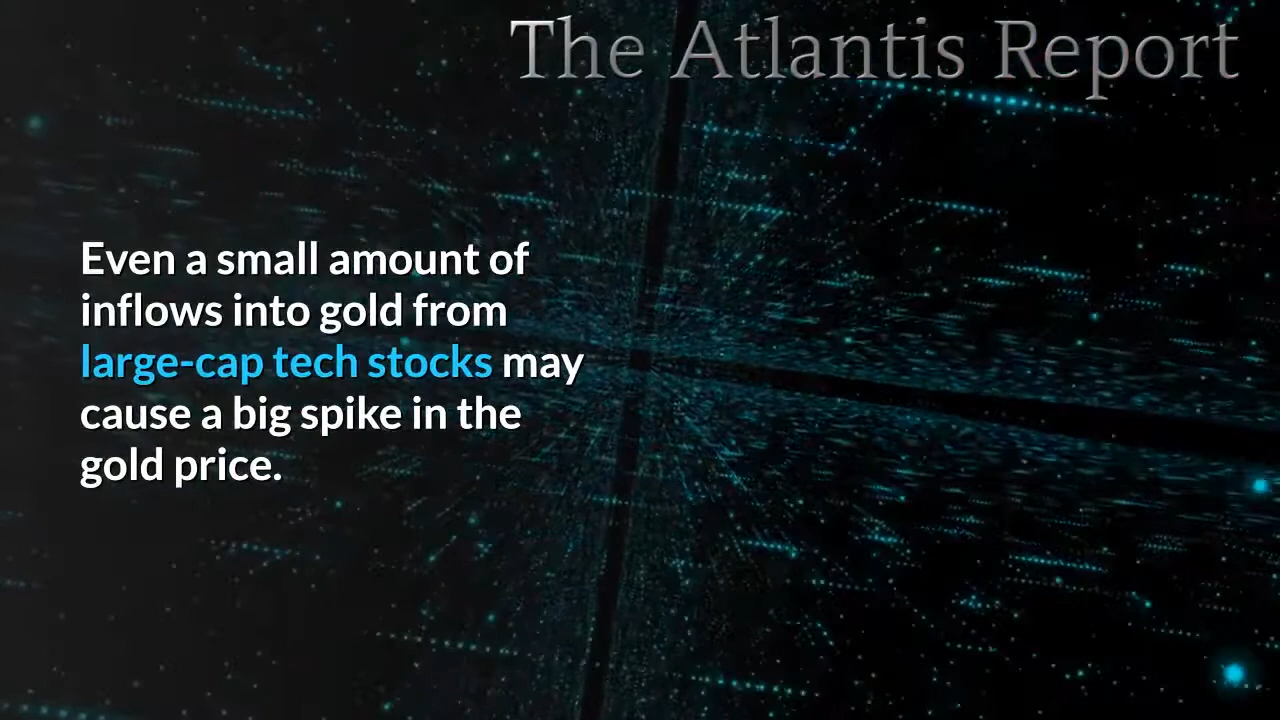 The Atlantis Report
Even a small amount of
inflows into gold from
large-cap tech stocks may
cause a big spike in the
gold price.